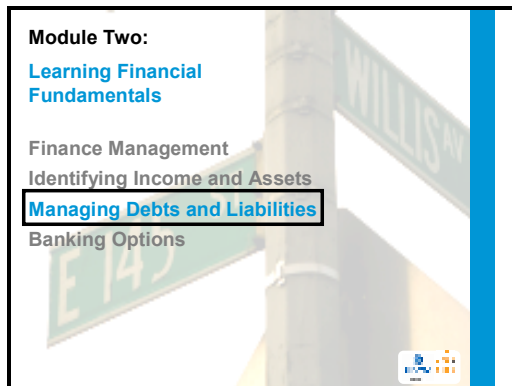 Module Two:
Learning Financial
Fundamentals
Finance Management
Identifying Income and Assets
Managing Debts and Liabilities
Banking Options
WILLIS AV
E 145 ST